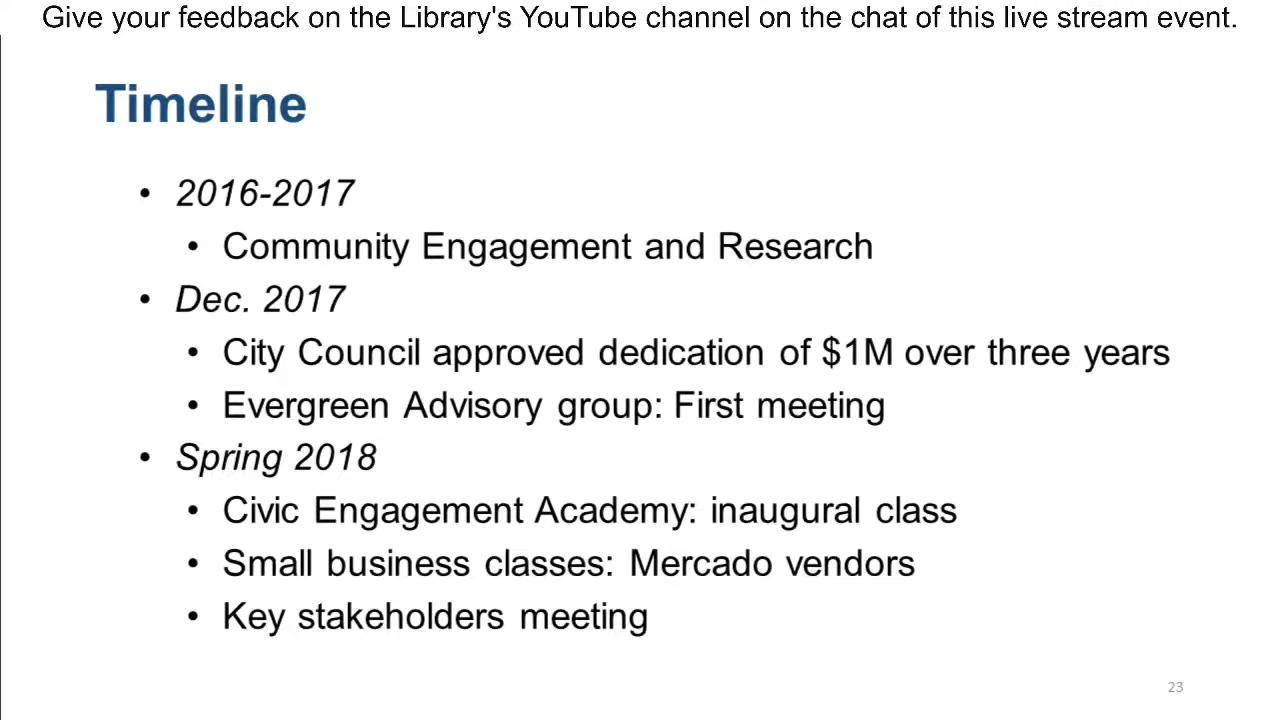 Give your feedback on the Library's YouTube channel on the chat of this live stream event.
Timeline
• 2016-2017
• Community Engagement and Research
• Dec. 2017
• City Council approved dedication of $1M over three years
• Evergreen Advisory group: First meeting
• Spring 2018
• Civic Engagement Academy: inaugural class
• Small business classes: Mercado vendors
• Key stakeholders meeting
23